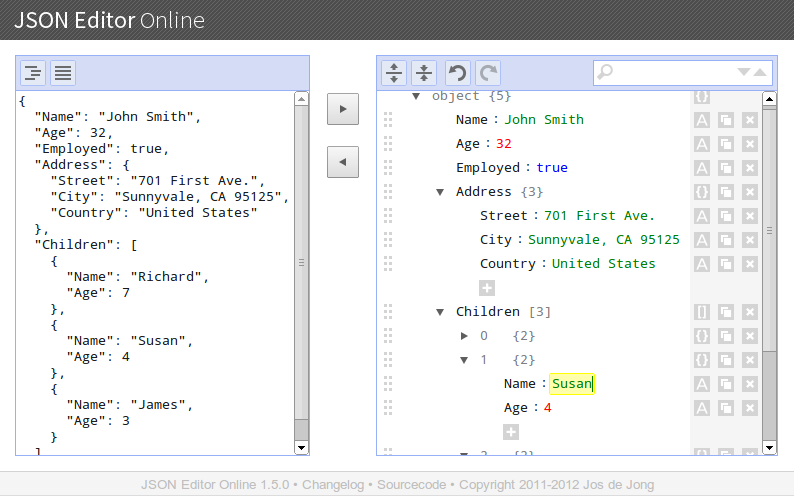 JSON Editor Online
{
"Name": "John Smith",
"Age": 32,
"Employed": true,
"Address": {
"Street": "701 First Ave.",
"City": "Sunnyvale, CA 95125",
"Country": "United States"
},
"Children": [
{
"Name": "Richard",
"Age": 7
},
{
"Name": "Susan",
"Age": 4
},
{
"Name": "James",
"Age": 3
}
]
object {5}
Name : John Smith
Age : 32
Employed : true
Address {3}
Street : 701 First Ave.
City : Sunnyvale, CA 95125
Country : United States
Children [3]
0 {2}
1 {2}
Name : Susan
Age : 4
2 {2}
JSON Editor Online 1.5.0 • Changelog • Sourcecode • Copyright 2011-2012 Jos de Jong